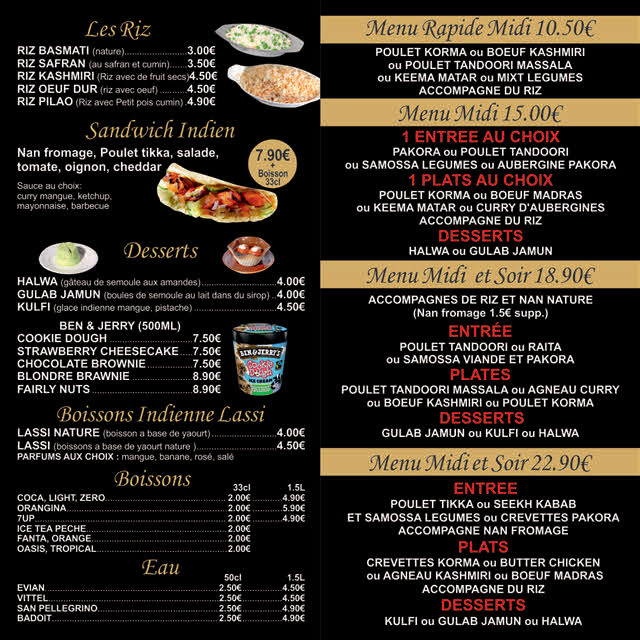 Les Riz
RIZ BASMATI (nature)..................3.00€
RIZ SAFRAN (au safran et cumin)....3.50€
RIZ KASHMIRI (Riz avec de fruit secs)4.50€
RIZ OEUF DUR (riz avec oeuf) .........4.50€
RIZ PILAO (Riz avec Petit pois cumin) .4.90€
Sandwich Indien
Nan fromage, Poulet tikka, salade,
tomate, oignon, cheddar
7.90€
+
Boisson
33cl
Sauce au choix:
curry mangue, ketchup,
mayonnaise, barbecue
Desserts
HALWA (gâteau de semoule aux amandes)..................4.00€
GULAB JAMUN (boules de semoule au lait dans du sirop) ..4.00€
KULFI (glace indienne mangue, pistache) ....................4.50€
BEN & JERRY (500ML)
COOKIE DOUGH ....................7.50€
STRAWBERRY CHEESECAKE....7.50€
CHOCOLATE BROWNIE............7.50€
BLONDRE BRAWNIE ...............8.90€
FAIRLY NUTS.........................8.90€
BEN & JERRY'S
ICE CREAM
Boissons Indienne Lassi
LASSI NATURE (boisson a base de yaourt)................4.00€
LASSI (boissons a base de yaourt nature ).................4.50€
PARFUMS AUX CHOIX : mangue, banane, rosé, salé
Boissons
33cl 1.5L
COCA, LIGHT, ZERO..................2.00€ 4.90€
ORANGINA..................2.00€ 5.90€
7UP..................2.00€ 4.90€
ICE TEA PECHE..................2.00€
FANTA, ORANGE..................2.00€
OASIS, TROPICAL..................2.00€
Eau
50cl 1.5L
EVIAN..................2.50€ 4.50€
VITTEL..................2.50€ 4.50€
SAN PELLEGRINO..................2.50€ 4.90€
BADOIT..................2.50€ 4.90€
Menu Rapide Midi 10.50€
POULET KORMA ou BOEUF KASHMIRI
ou POULET TANDOORI MASSALA
ou KEEMA MATAR ou MIXT LEGUMES
ACCOMPAGNE DU RIZ
Menu Midi 15.00€
1 ENTREE AU CHOIX
PAKORA ou POULET TANDOORI
ou SAMOSSA LEGUMES ou AUBERGINE PAKORA
1 PLATS AU CHOIX
POULET KORMA ou BOEUF MADRAS
ou KEEMA MATAR ou CURRY D'AUBERGINES
ACCOMPAGNE DU RIZ
DESSERTS
HALWA ou GULAB JAMUN
Menu Midi et Soir 18.90€
ACCOMPAGNES DE RIZ ET NAN NATURE
(Nan fromage 1.5€ supp.)
ENTRÉE
POULET TANDOORI ou RAITA
ou SAMOSSA VIANDE ET PAKORA
PLATES
POULET TANDOORI MASSALA ou AGNEAU CURRY
ou BOEUF KASHMIRI ou POULET KORMA
DESSERTS
GULAB JAMUN ou KULFI ou HALWA
Menu Midi et Soir 22.90€
ENTREE
POULET TIKKA ou SEEKH KABAB
ET SAMOSSA LEGUMES ou CREVETTES PAKORA
ACCOMPAGNE NAN FROMAGE
PLATS
CREVETTES KORMA ou BUTTER CHICKEN
ou AGNEAU KASHMIRI ou BOEUF MADRAS
ACCOMPAGNE DU RIZ
DESSERTS
KULFI ou GULAB JAMUN ou HALWA